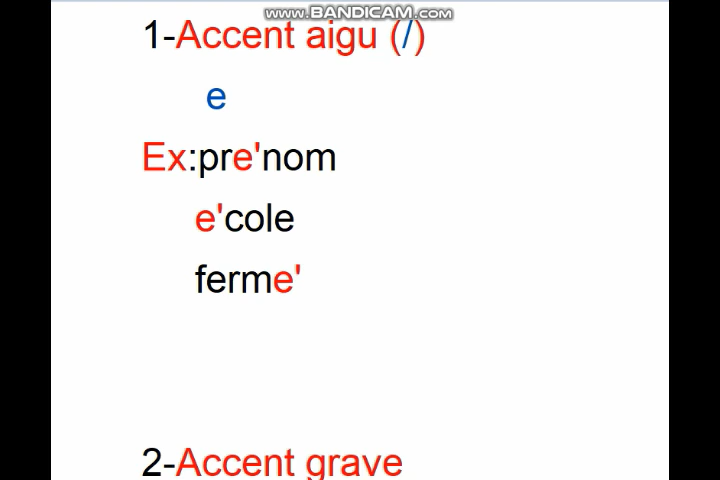 www.BANDICAM.com
1-Accent aigu (/)
e
Ex:pre'nom
e'cole
ferme'
2-Accent grave